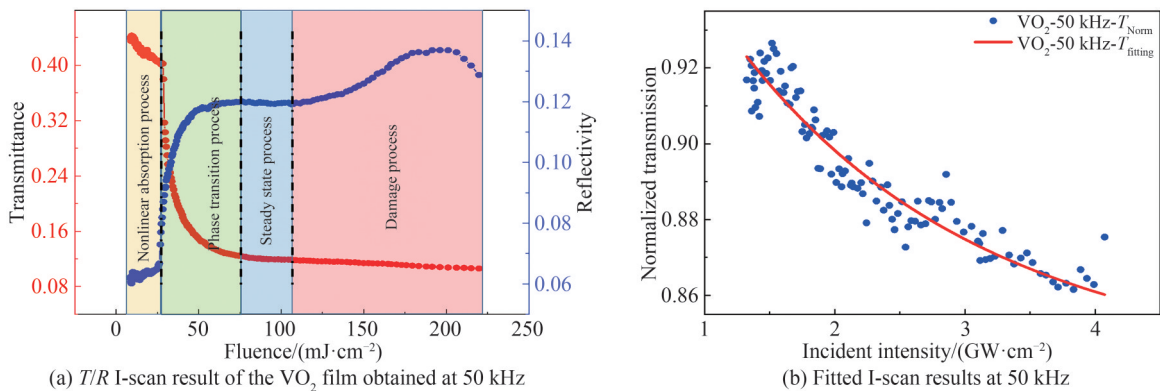 Transmittance
0.40
0.32
0.24
0.16
0.08
Nonlinear absorption process
Phase transition process
Steady state process
Damage process
0.14
0.12
0.10
0.08
0.06
Reflectivity
0 50 100 150 200 250
Fluence/(mJ·cm⁻²)
(a) T/R I-scan result of the VO₂ film obtained at 50 kHz
Normalized transmission
0.92
0.90
0.88
0.86
VO₂-50 kHz-T_Norm
VO₂-50 kHz-T_fitting
1 2 3 4
Incident intensity/(GW·cm⁻²)
(b) Fitted I-scan results at 50 kHz